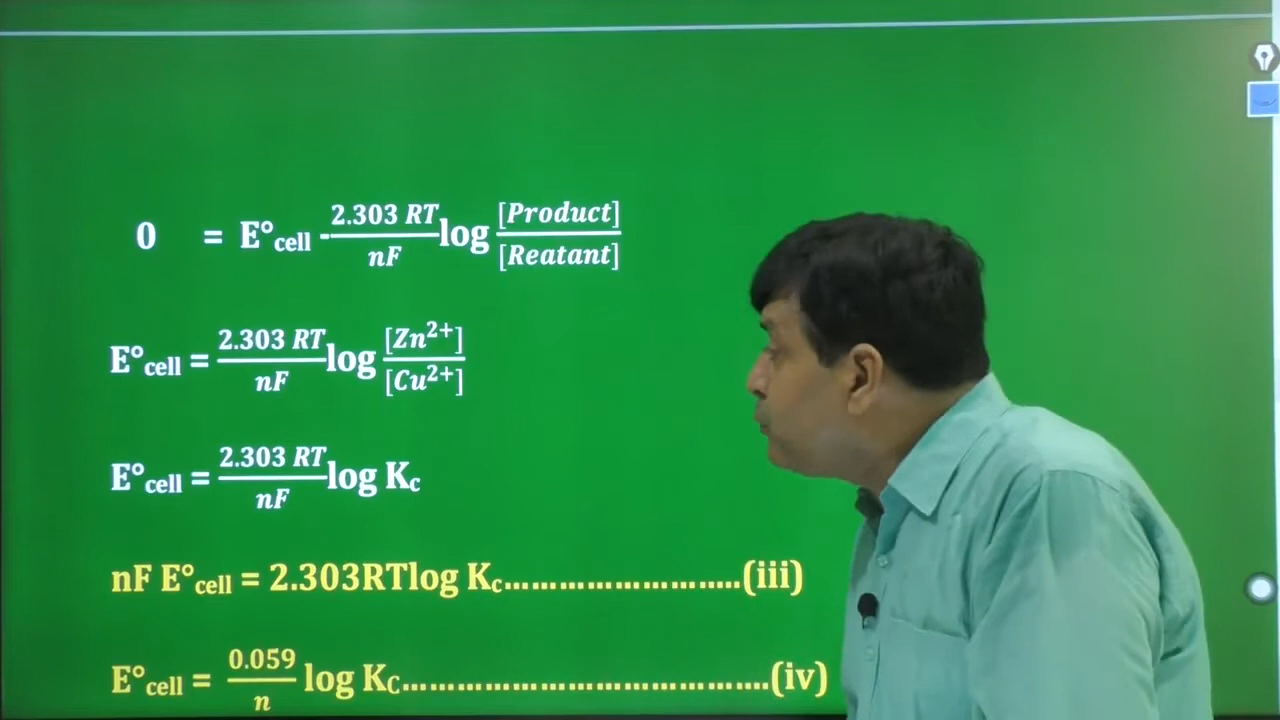 0 = E°cell - 2.303 RT/nF log [Product]/[Reatant]
E°cell = 2.303 RT/nF log [Zn²⁺]/[Cu²⁺]
E°cell = 2.303 RT/nF log Kc
nF E°cell = 2.303RTlog Kc..........................(iii)
E°cell = 0.059/n log KC........................................(iv)